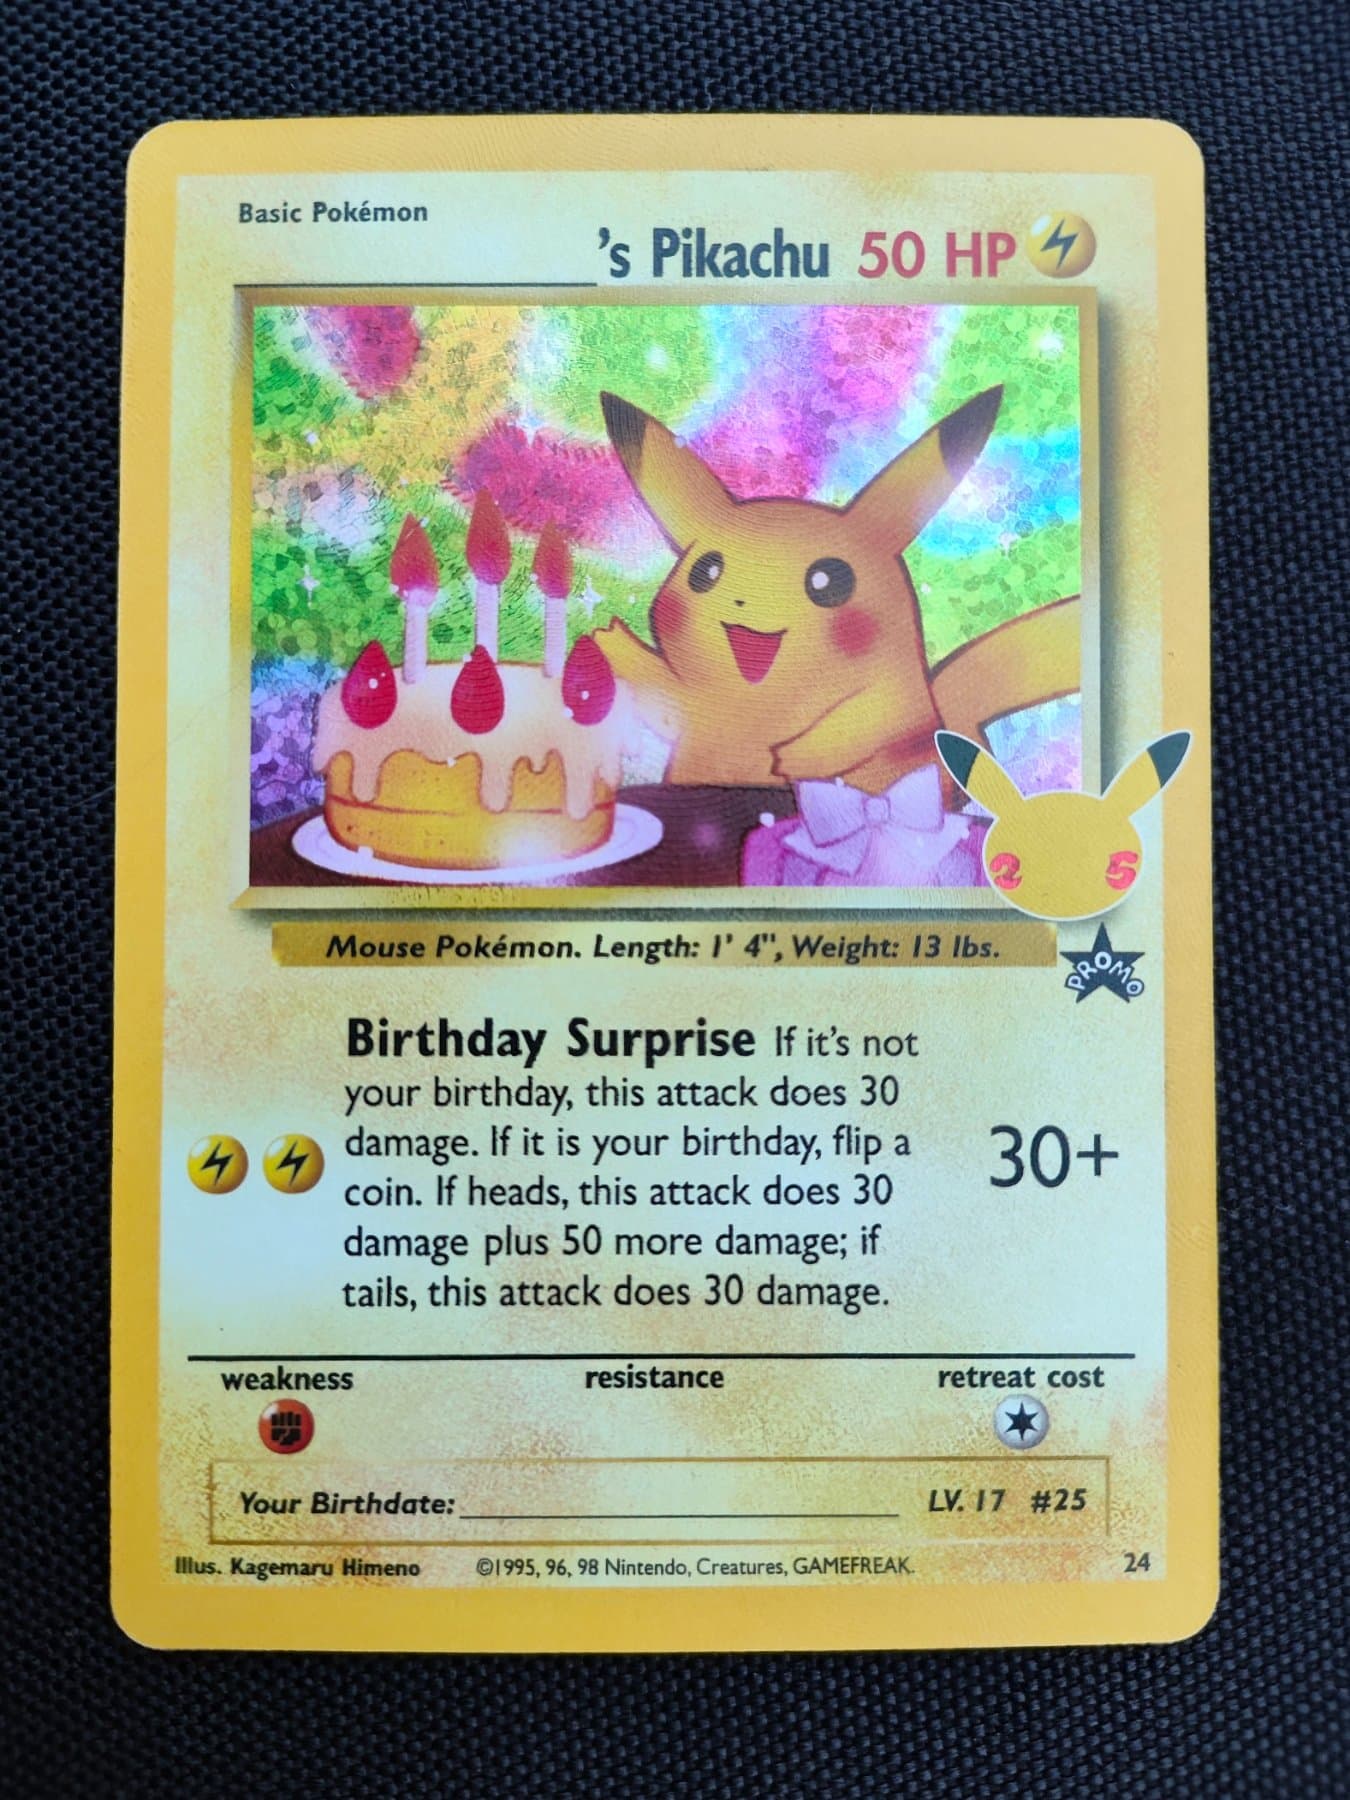 Basic Pokémon
's Pikachu 50 HP
25
Mouse Pokémon. Length: 1' 4", Weight: 13 lbs.
PROMO
Birthday Surprise If it's not
your birthday, this attack does 30
damage. If it is your birthday, flip a
coin. If heads, this attack does 30
damage plus 50 more damage; if
tails, this attack does 30 damage.
30+
weakness resistance retreat cost
Your Birthdate: LV. 17 #25
Illus. Kagemaru Himeno ©1995, 96, 98 Nintendo, Creatures, GAMEFREAK. 24